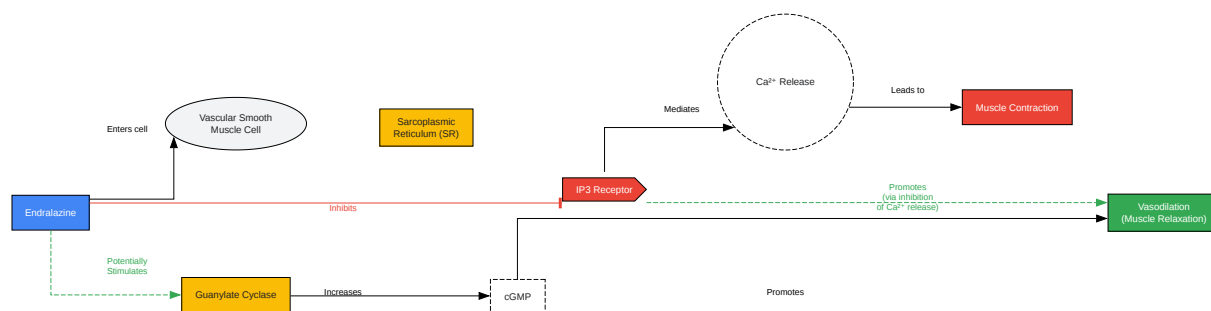 Ca²⁺ Release
Leads to
Muscle Contraction
Mediates
Enters cell
Vascular Smooth
Muscle Cell
Sarcoplasmic
Reticulum (SR)
IP3 Receptor
Promotes
(via inhibition
of Ca²⁺ release)
Vasodilation
(Muscle Relaxation)
Endralazine
Inhibits
Potentially
Stimulates
Guanylate Cyclase
Increases
cGMP
Promotes